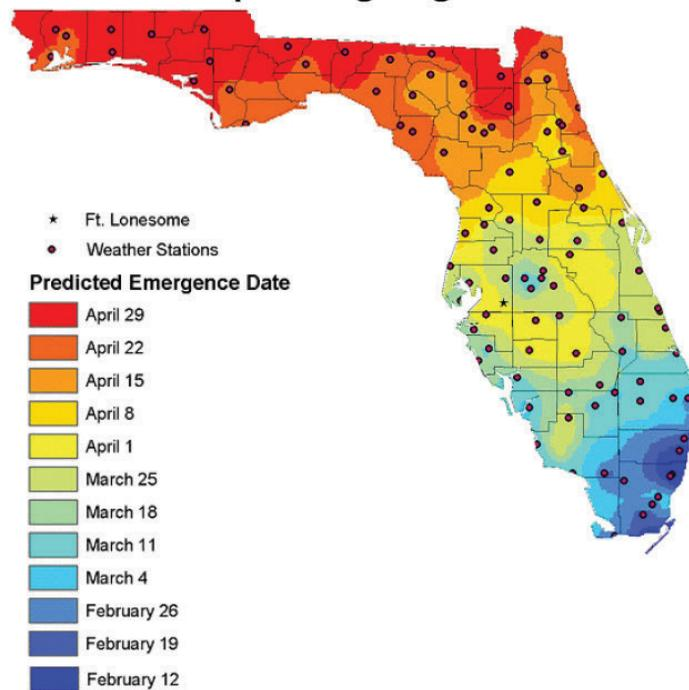 Ft. Lonesome
Weather Stations
Predicted Emergence Date
April 29
April 22
April 15
April 8
April 1
March 25
March 18
March 11
March 4
February 26
February 19
February 12